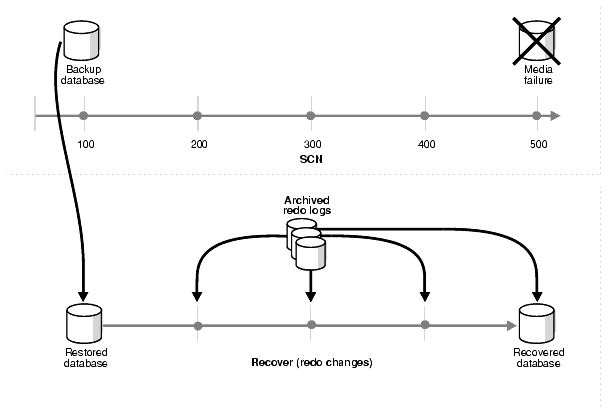 Backup
database
Media
failure
100
200
300
400
500
SCN
Archived
redo logs
Restored
database
Recover (redo changes)
Recovered
database